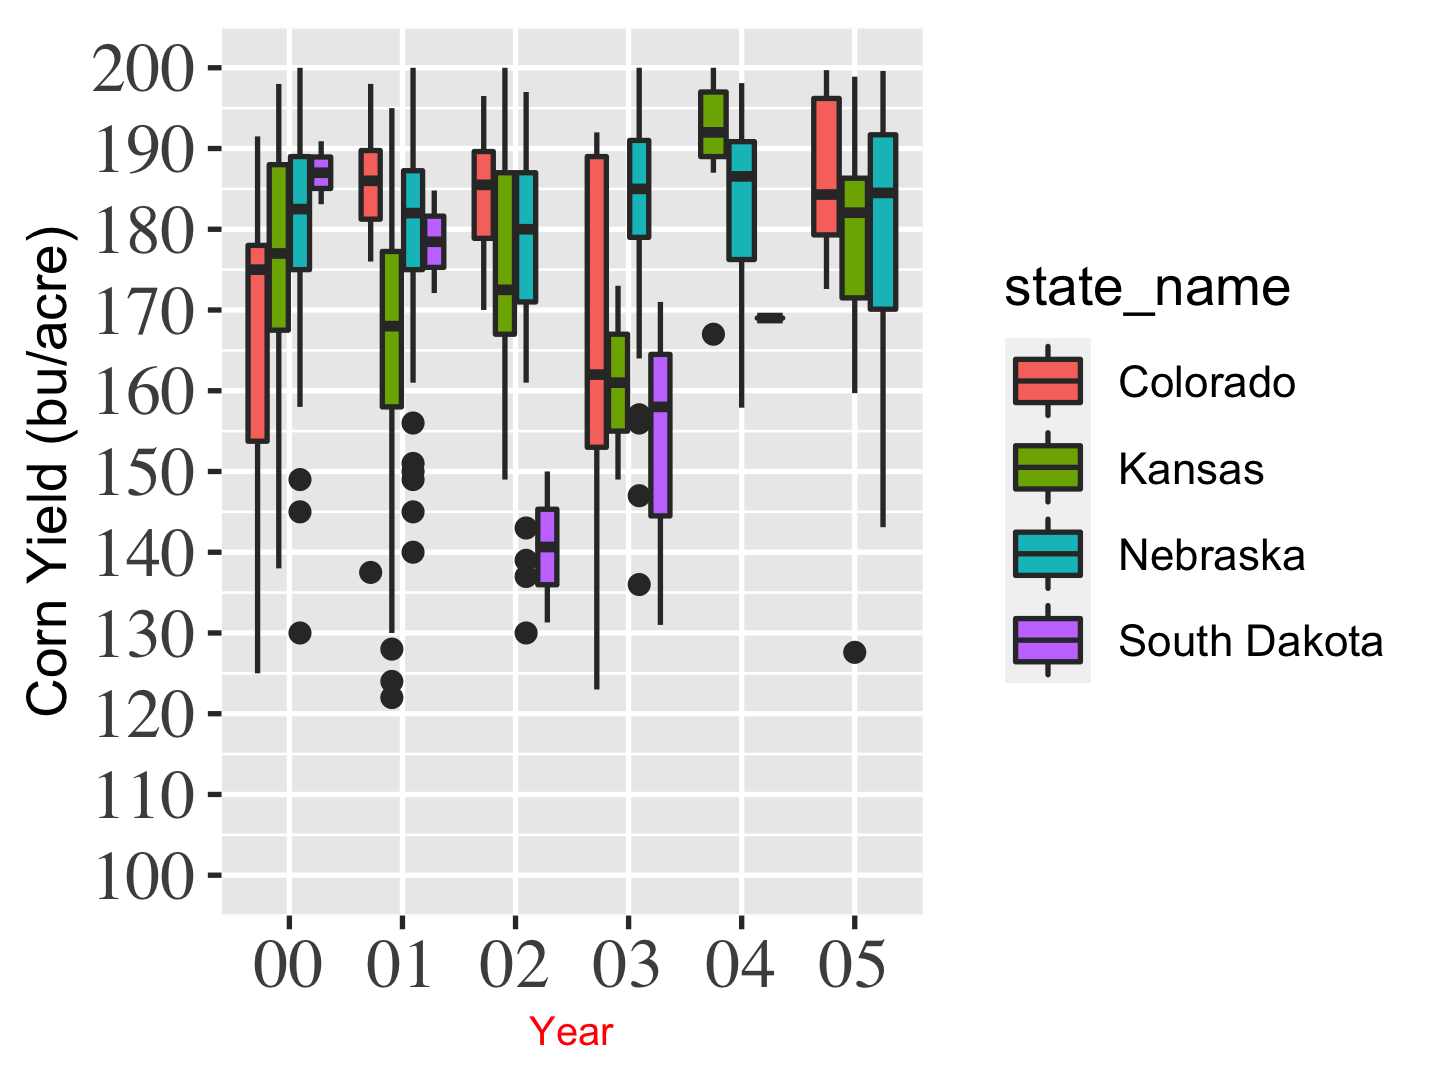 200
190
180
170
160
150
140
130
120
110
100
Corn Yield (bu/acre)
00 01 02 03 04 05
Year
state_name
Colorado
Kansas
Nebraska
South Dakota